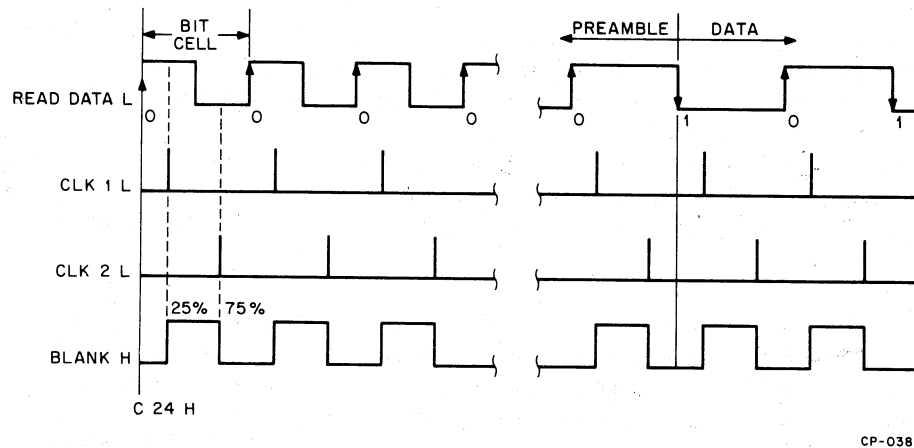 BIT
CELL
PREAMBLE DATA
READ DATA L
0 0 0 0 0 1 0 1
CLK 1 L
CLK 2 L
25% 75%
BLANK H
C 24 H
CP-038